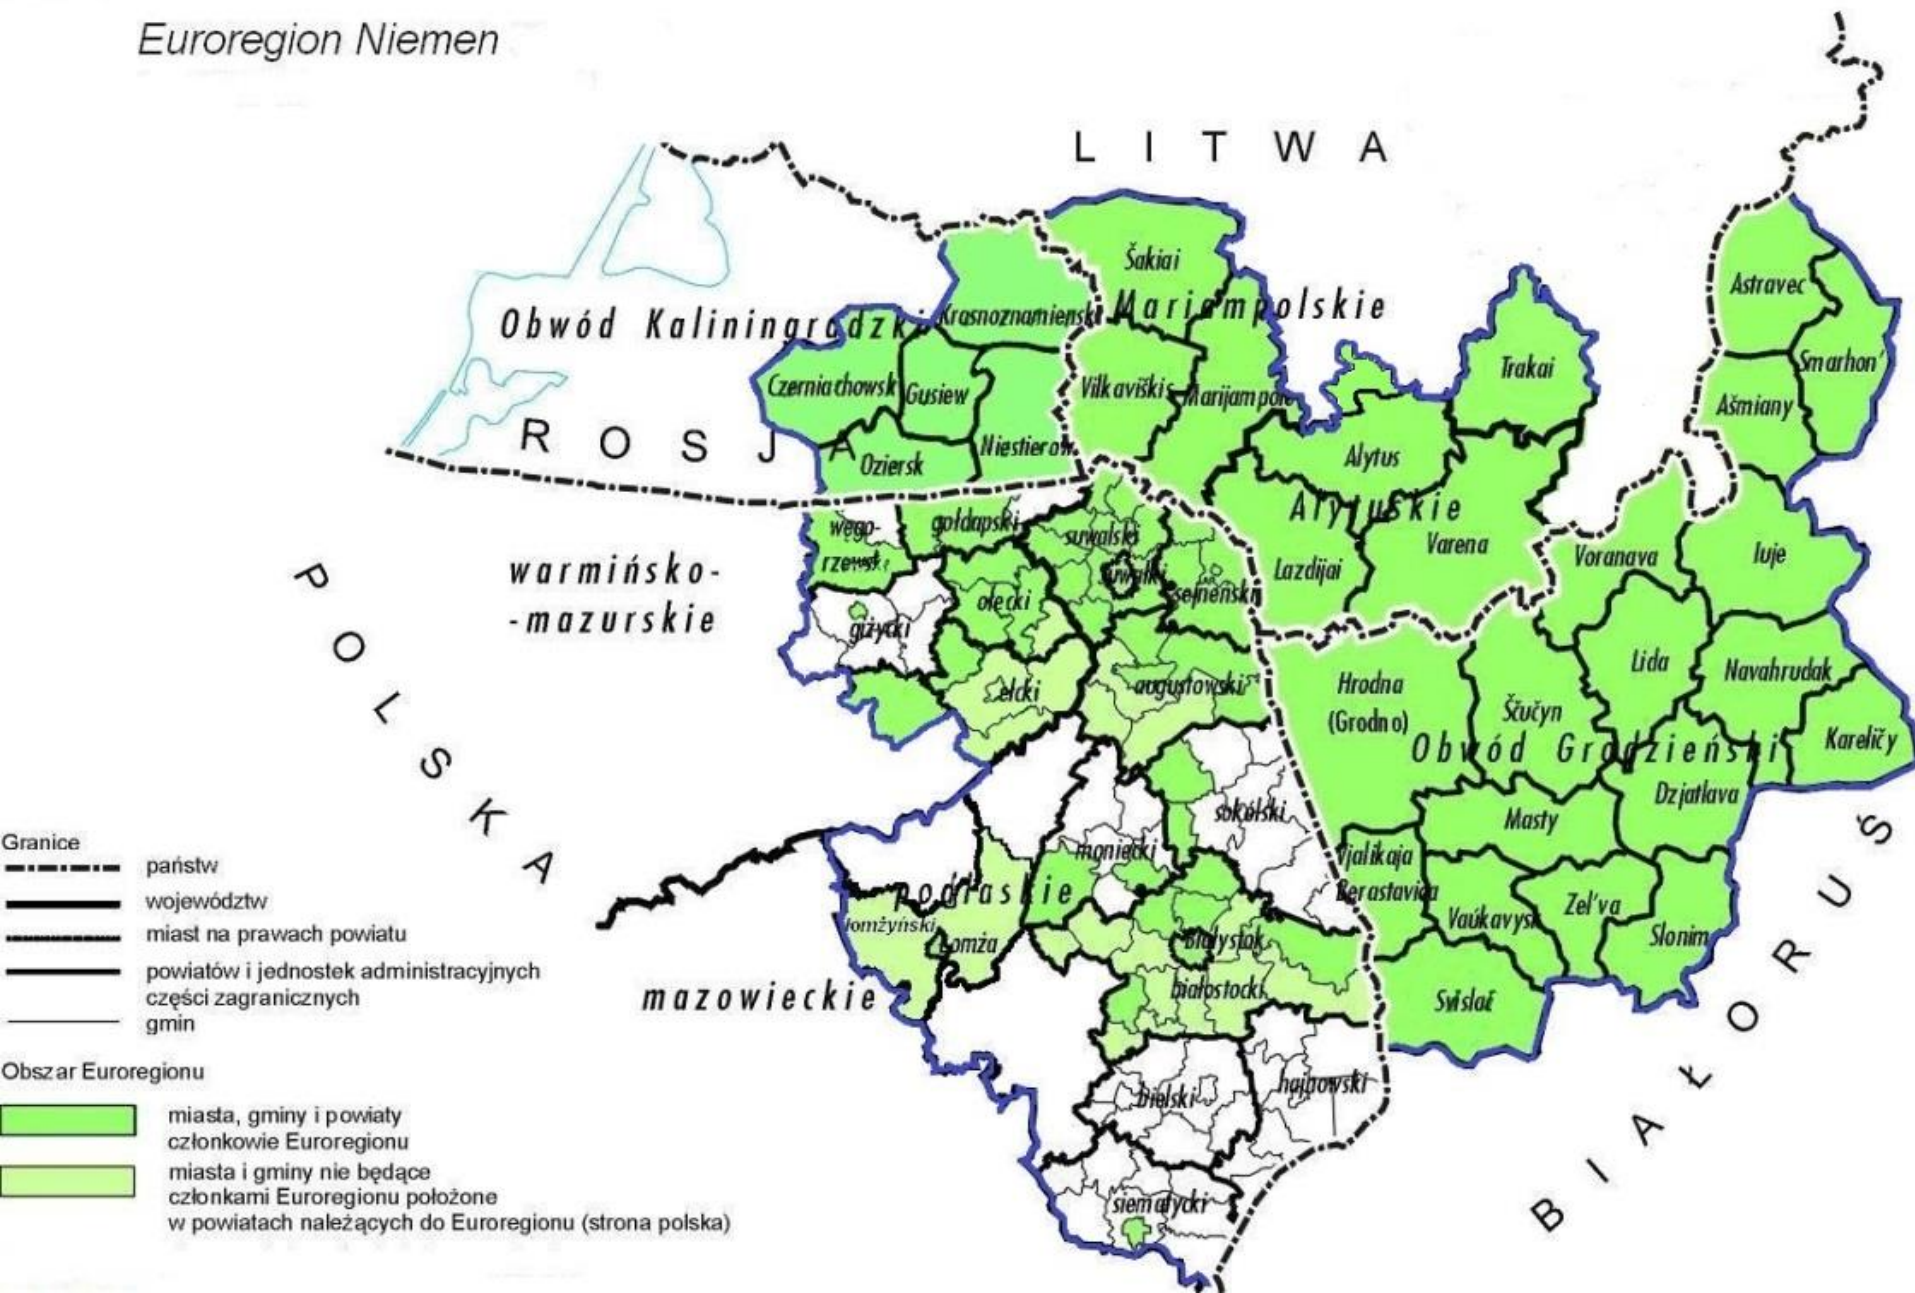 Euroregion Niemen
L I T W A
Šakiai
Astravec
Obwód Kaliningradzki
Krasnoznamiensk
Mariampolskie
Smarhon'
Trakai
Czerniachowsk
Gusiew
Vilkaviškis
Marijampole
Ašmiany
R O S J A
Oziersk
Niestierow
Alytus
Alytuskie
węgo-
rzewski
gołdapski
suwalski
Varena
Voranava
Iuje
warmińsko-
-mazurskie
suwałki
sejneński
Lazdijai
olecki
giżycki
P O L S K A
ełcki
augustowski
Hrodna
(Grodno)
Lida
Navahrudak
Ščučyn
Obwód Grodzieński
Kareličy
sokólski
Masty
Dzjatlava
moniecki
Vjalikaja
Berastavica
podlaskie
łomżyński
Łomża
Białystok
Vaúkavysk
Zel'va
Slonim
mazowieckie
białostocki
Svislač
B I A Ł O R U Ś
bielski
hajnowski
siematycki
Granice
państw
województw
miast na prawach powiatu
powiatów i jednostek administracyjnych
części zagranicznych
gmin
Obszar Euroregionu
miasta, gminy i powiaty
członkowie Euroregionu
miasta i gminy nie będące
członkami Euroregionu położone
w powiatach należących do Euroregionu (strona polska)